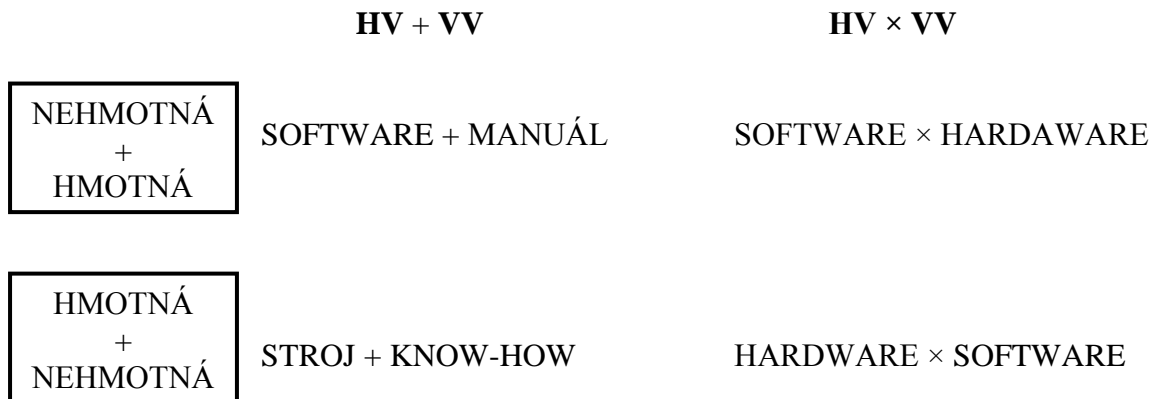 HV + VV
HV × VV
NEHMOTNÁ
+
HMOTNÁ
SOFTWARE + MANUÁL
SOFTWARE × HARDAWARE
HMOTNÁ
+
NEHMOTNÁ
STROJ + KNOW-HOW
HARDWARE × SOFTWARE